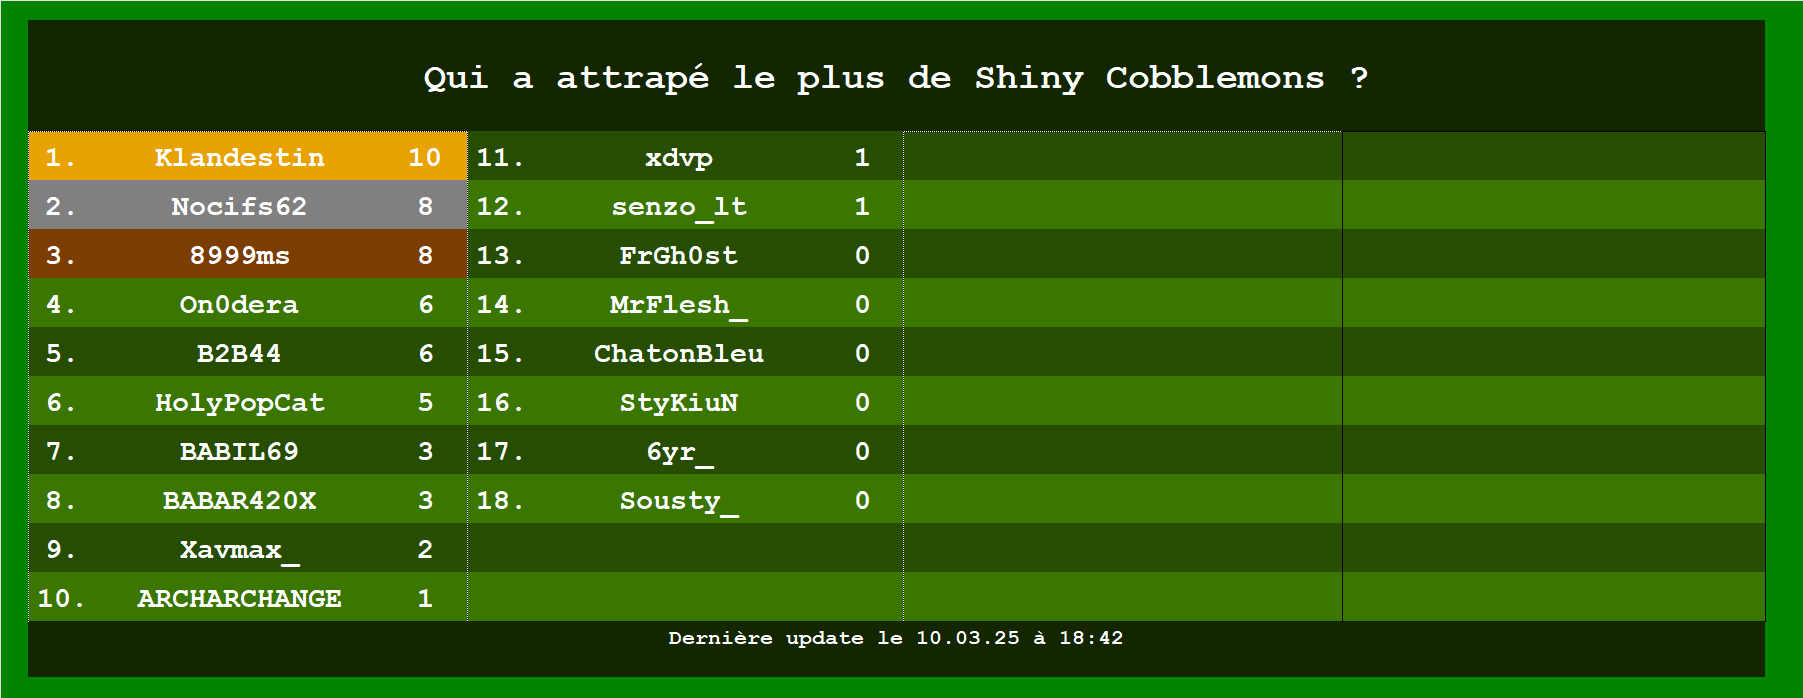 Qui a attrapé le plus de Shiny Cobblemons ?
1. Klandestin 10
2. Nocifs62 8
3. 8999ms 8
4. On0dera 6
5. B2B44 6
6. HolyPopCat 5
7. BABIL69 3
8. BABAR420X 3
9. Xavmax_ 2
10. ARCHARCHANGE 1
11. xdvp 1
12. senzo_lt 1
13. FrGh0st 0
14. MrFlesh_ 0
15. ChatonBleu 0
16. StyKiuN 0
17. 6yr_ 0
18. Sousty_ 0
Dernière update le 10.03.25 à 18:42